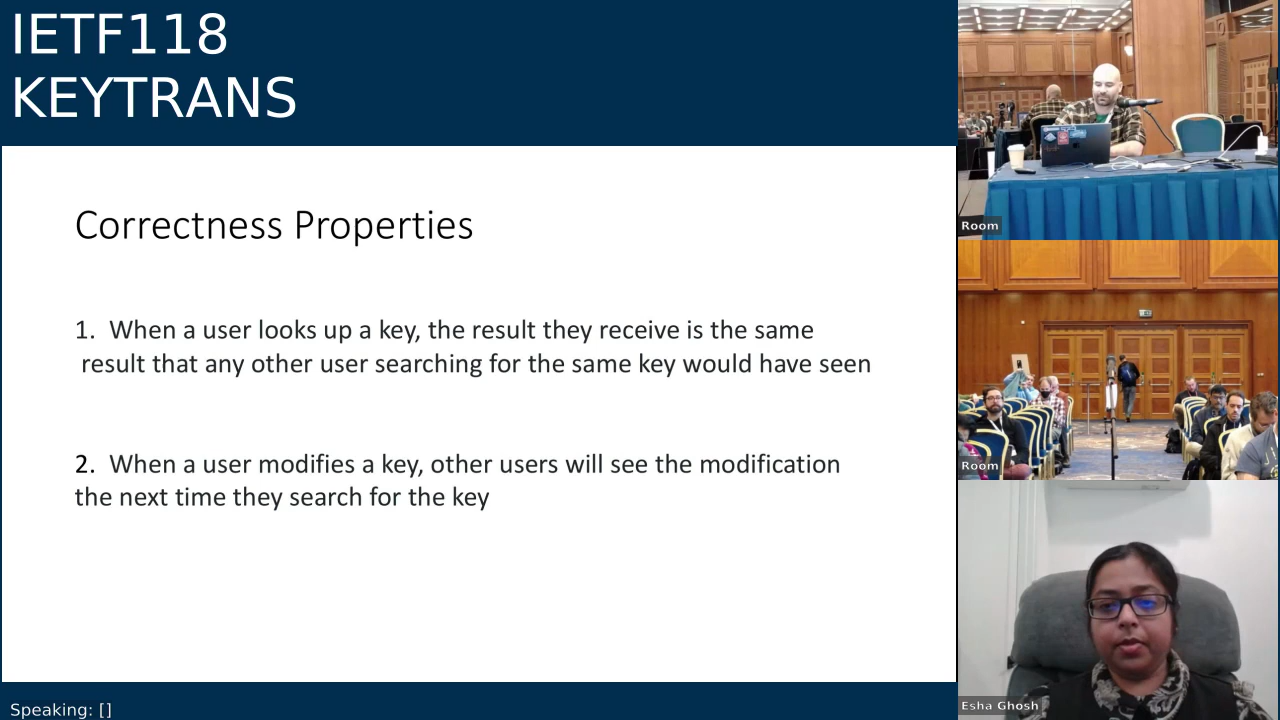 IETF118
KEYTRANS
Correctness Properties
1. When a user looks up a key, the result they receive is the same
result that any other user searching for the same key would have seen
2. When a user modifies a key, other users will see the modification
the next time they search for the key
Speaking: []
Room
Room
Esha Ghosh